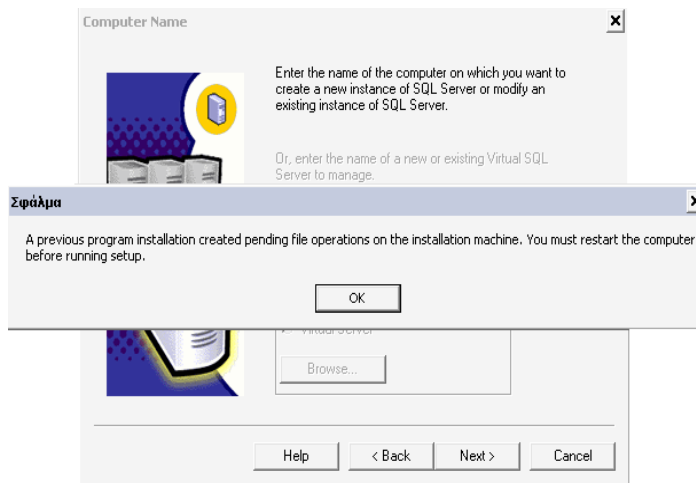 Computer Name
Enter the name of the computer on which you want to
create a new instance of SQL Server or modify an
existing instance of SQL Server.
Or, enter the name of a new or existing Virtual SQL
Server to manage.
Σφάλμα
A previous program installation created pending file operations on the installation machine. You must restart the computer
before running setup.
OK
Virtual Server
Browse...
Help
< Back
Next >
Cancel